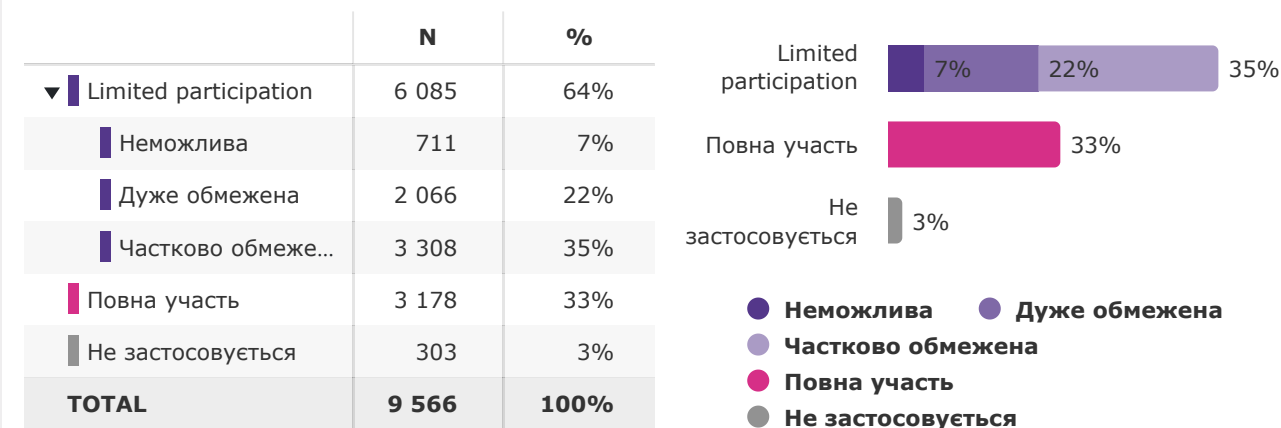 N %
Limited participation 6 085 64%
Неможлива 711 7%
Дуже обмежена 2 066 22%
Частково обмеже… 3 308 35%
Повна участь 3 178 33%
Не застосовується 303 3%
TOTAL 9 566 100%
Limited
participation
7% 22% 35%
Повна участь 33%
Не
застосовується
3%
Неможлива Дуже обмежена
Частково обмежена
Повна участь
Не застосовується